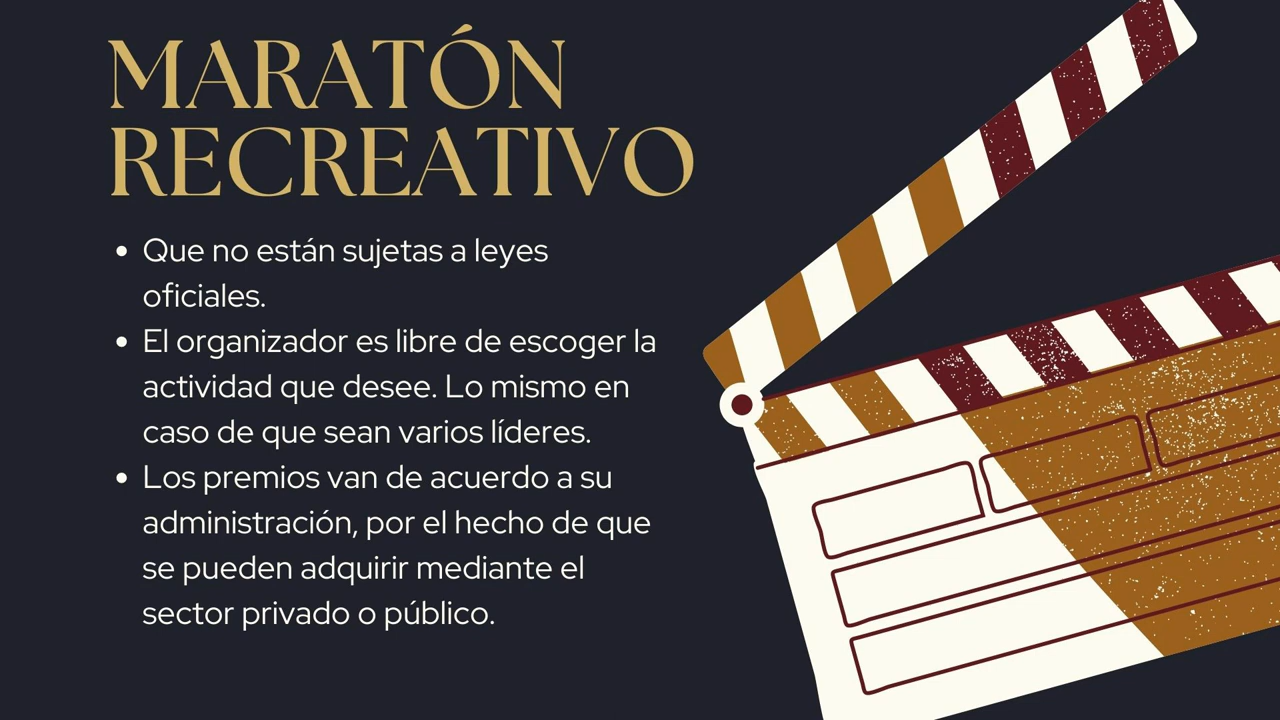 MARATÓN
RECREATIVO
• Que no están sujetas a leyes
oficiales.
• El organizador es libre de escoger la
actividad que desee. Lo mismo en
caso de que sean varios líderes.
• Los premios van de acuerdo a su
administración, por el hecho de que
se pueden adquirir mediante el
sector privado o público.